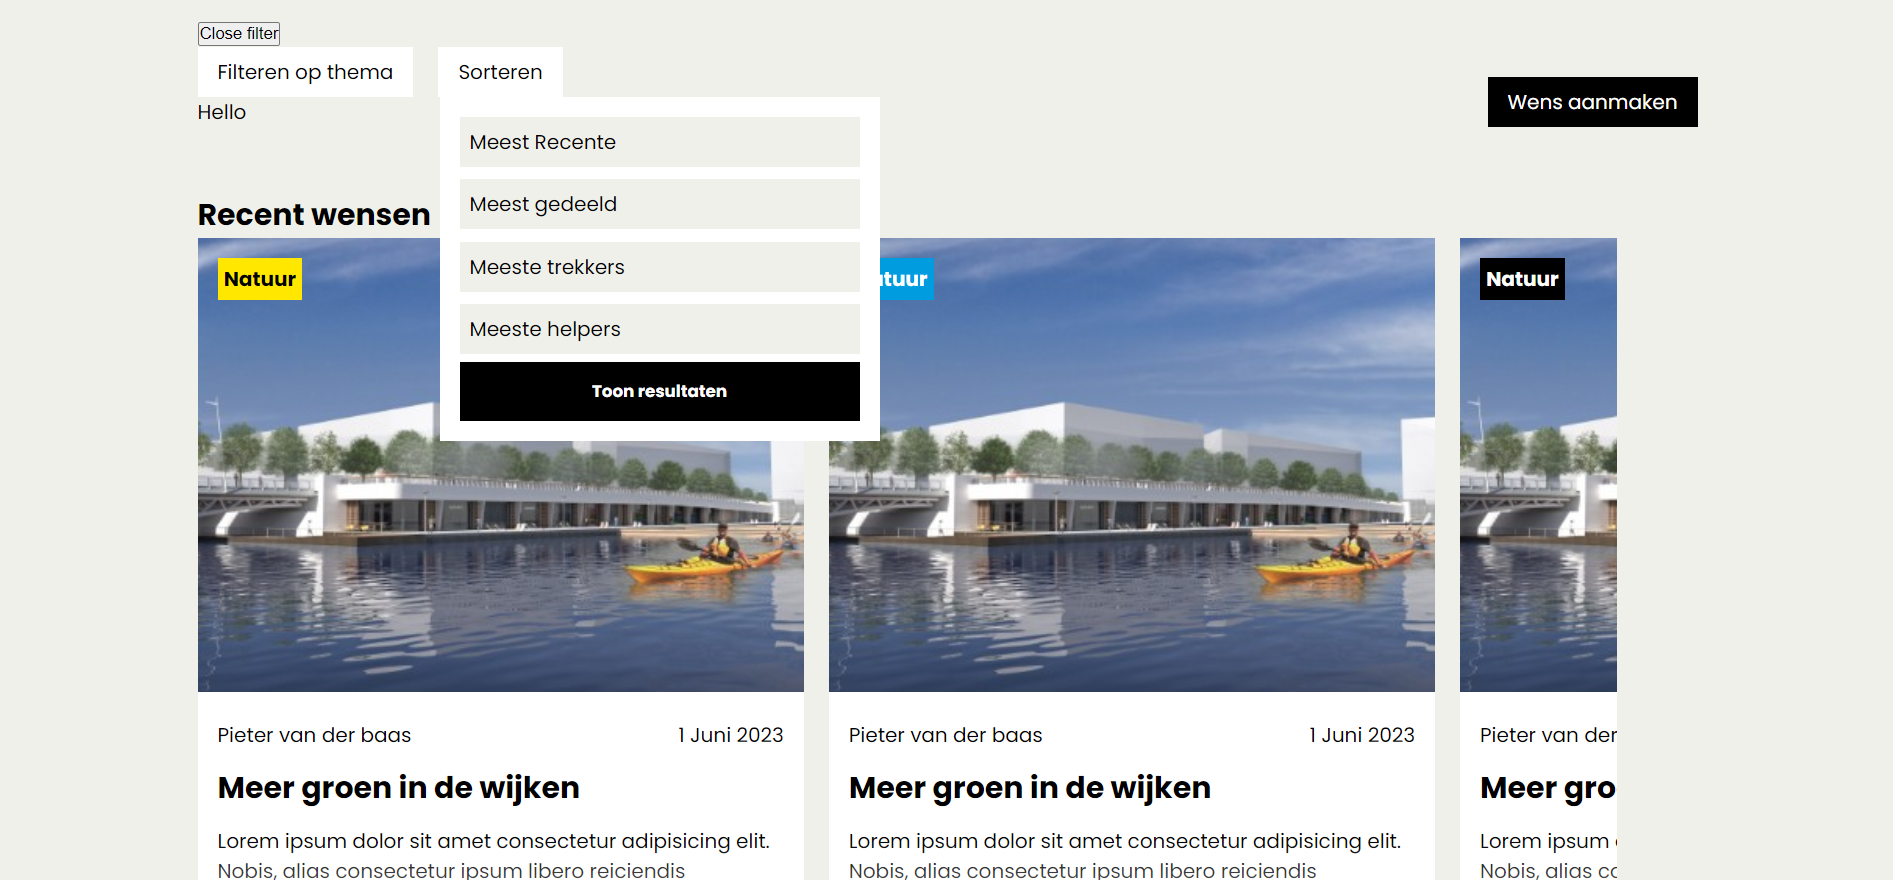 Close filter
Filteren op thema
Sorteren
Hello
Wens aanmaken
Meest Recente
Meest gedeeld
Meeste trekkers
Meeste helpers
Toon resultaten
Recent wensen
Natuur
tuur
Natuur
Pieter van der baas
1 Juni 2023
Meer groen in de wijken
Lorem ipsum dolor sit amet consectetur adipisicing elit.
Nobis, alias consectetur ipsum libero reiciendis
Pieter van der baas
1 Juni 2023
Meer groen in de wijken
Lorem ipsum dolor sit amet consectetur adipisicing elit.
Nobis, alias consectetur ipsum libero reiciendis
Pieter van der
Meer gro
Lorem ipsum
Nobis, alias co